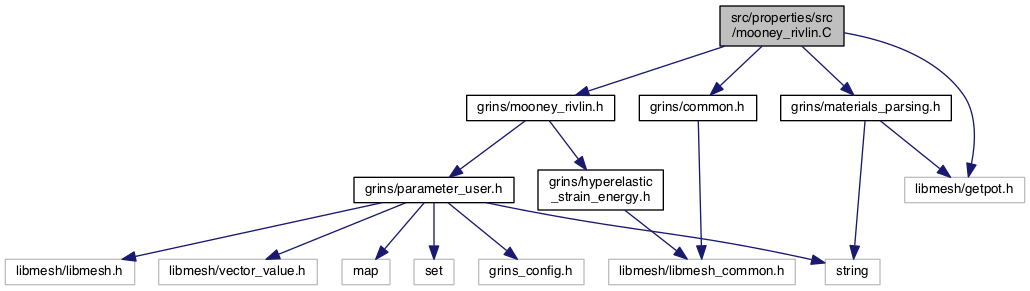 src/properties/src
/mooney_rivlin.C
grins/mooney_rivlin.h
grins/common.h
grins/materials_parsing.h
grins/parameter_user.h
grins/hyperelastic
_strain_energy.h
libmesh/getpot.h
libmesh/libmesh.h
libmesh/vector_value.h
map
set
grins_config.h
libmesh/libmesh_common.h
string